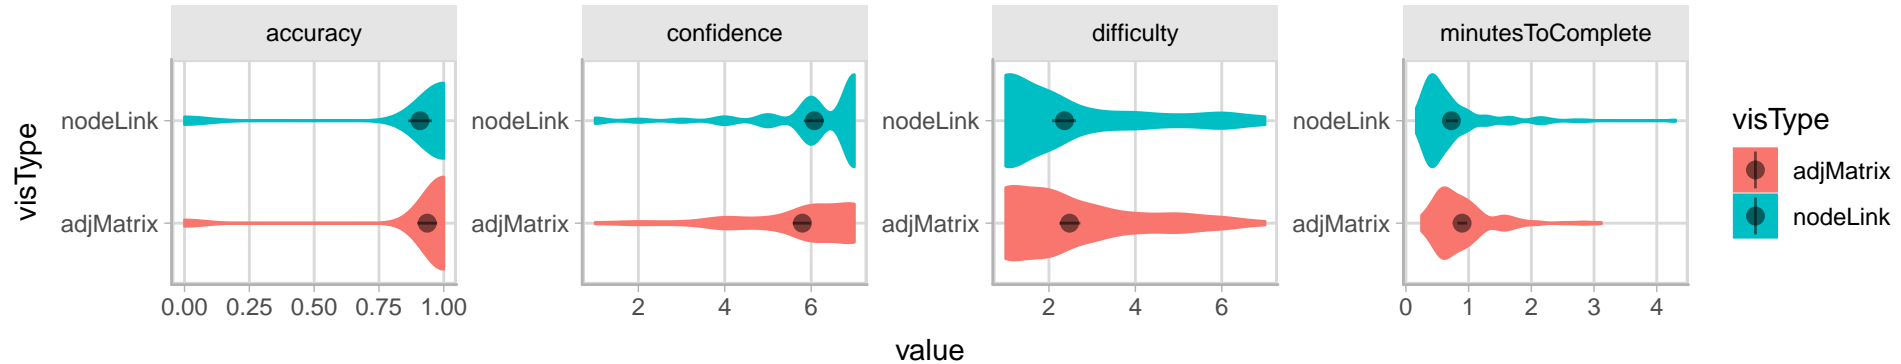 accuracy
confidence
difficulty
minutesToComplete
visType
nodeLink
adjMatrix
0.00 0.25 0.50 0.75 1.00
nodeLink
adjMatrix
2 6
nodeLink
adjMatrix
2 4 6
nodeLink
adjMatrix
0 1 2 3 4
value
visType
adjMatrix
nodeLink